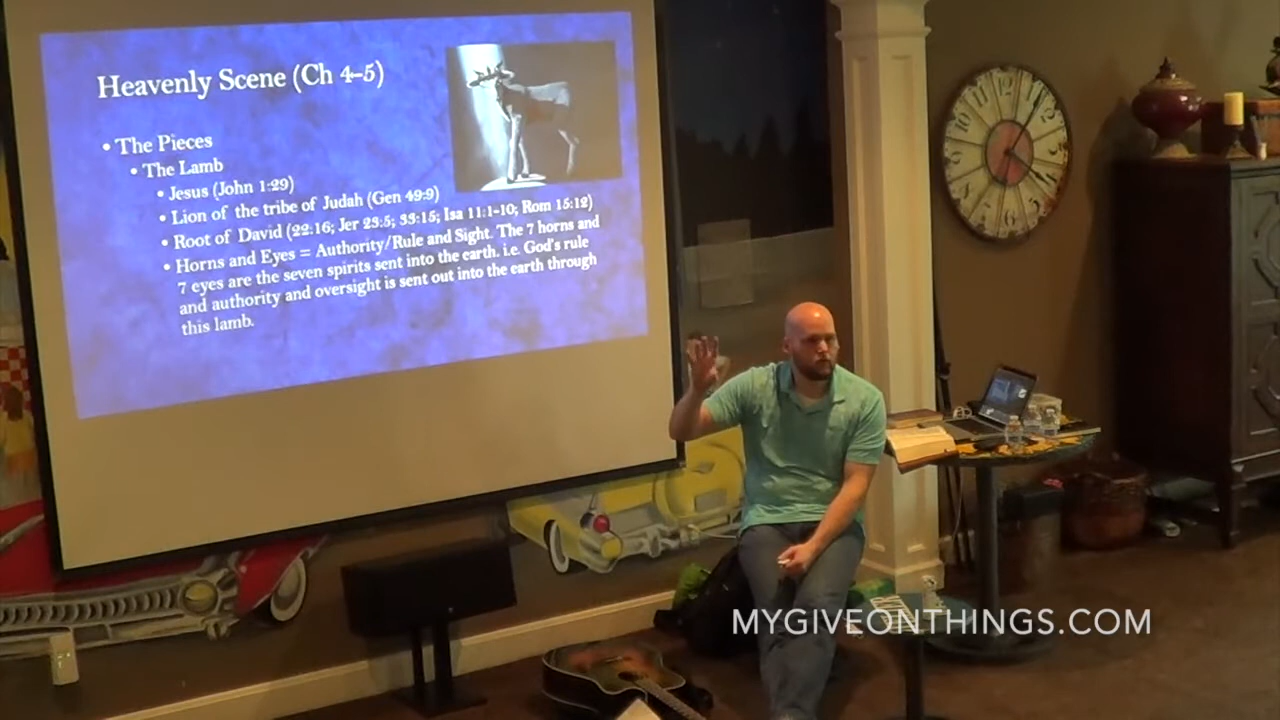 Heavenly Scene (Ch 4-5)
• The Pieces
• The Lamb
• Jesus (John 1:29)
• Lion of the tribe of Judah (Gen 49:9)
• Root of David (22:16; Jer 23:5; 33:15; Isa 11:1-10; Rom 15:12)
• Horns and Eyes = Authority/Rule and Sight. The 7 horns and
7 eyes are the seven spirits sent into the earth. i.e. God's rule
and authority and oversight is sent out into the earth through
this lamb.
MYGIVEONTHINGS.COM